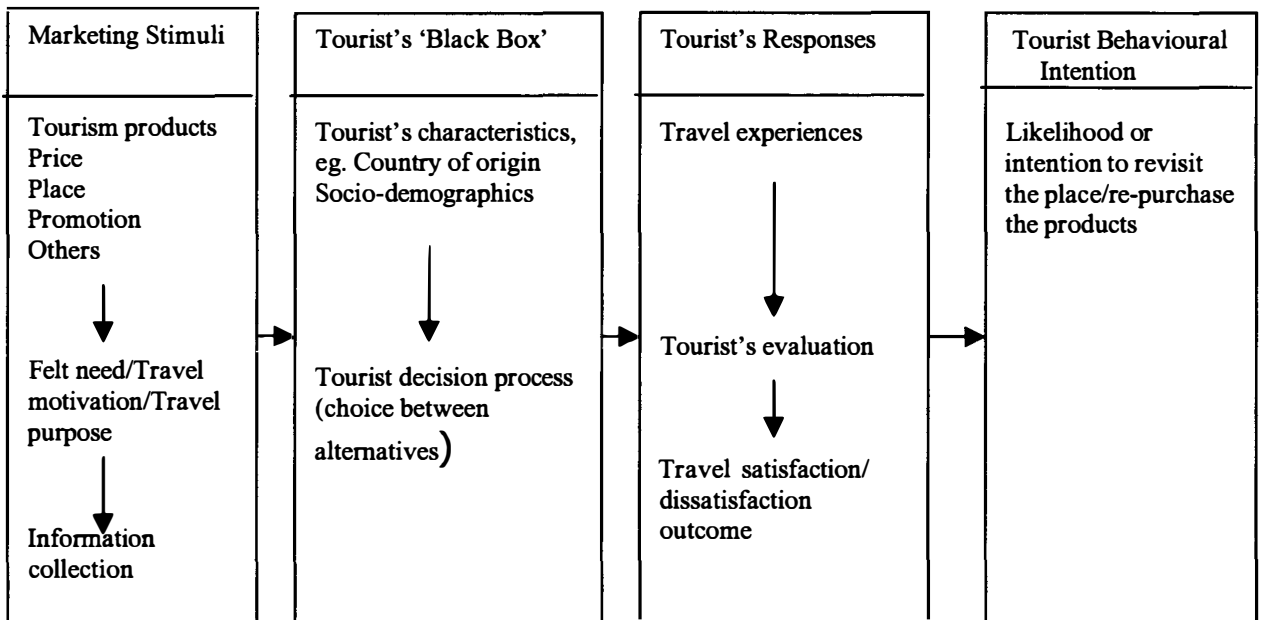 Marketing Stimuli
Tourism products
Price
Place
Promotion
Others
Felt need/Travel
motivation/Travel
purpose
Information
collection
Tourist's 'Black Box'
Tourist's characteristics,
eg. Country of origin
Socio-demographics
Tourist decision process
(choice between
alternatives)
Tourist's Responses
Travel experiences
Tourist's evaluation
Travel satisfaction/
dissatisfaction
outcome
Tourist Behavioural
Intention
Likelihood or
intention to revisit
the place/re-purchase
the products